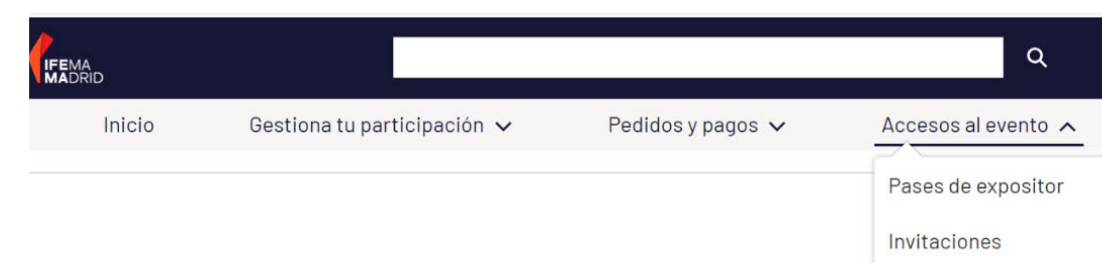 IFEMA
MADRID
Inicio
Gestiona tu participación
Pedidos y pagos
Accesos al evento
Pases de expositor
Invitaciones